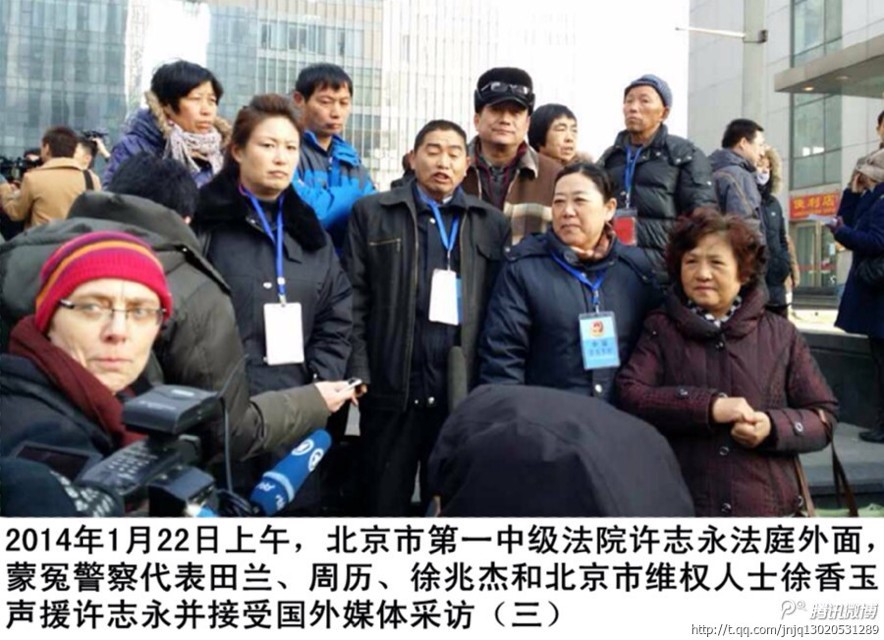 便利店
2014年1月22日上午，北京市第一中级法院许志永法庭外面，
蒙冤警察代表田兰、周历、徐兆杰和北京市维权人士徐香玉
声援许志永并接受国外媒体采访（三）
腾讯微博
http://t.qq.com/jnjq13020531289